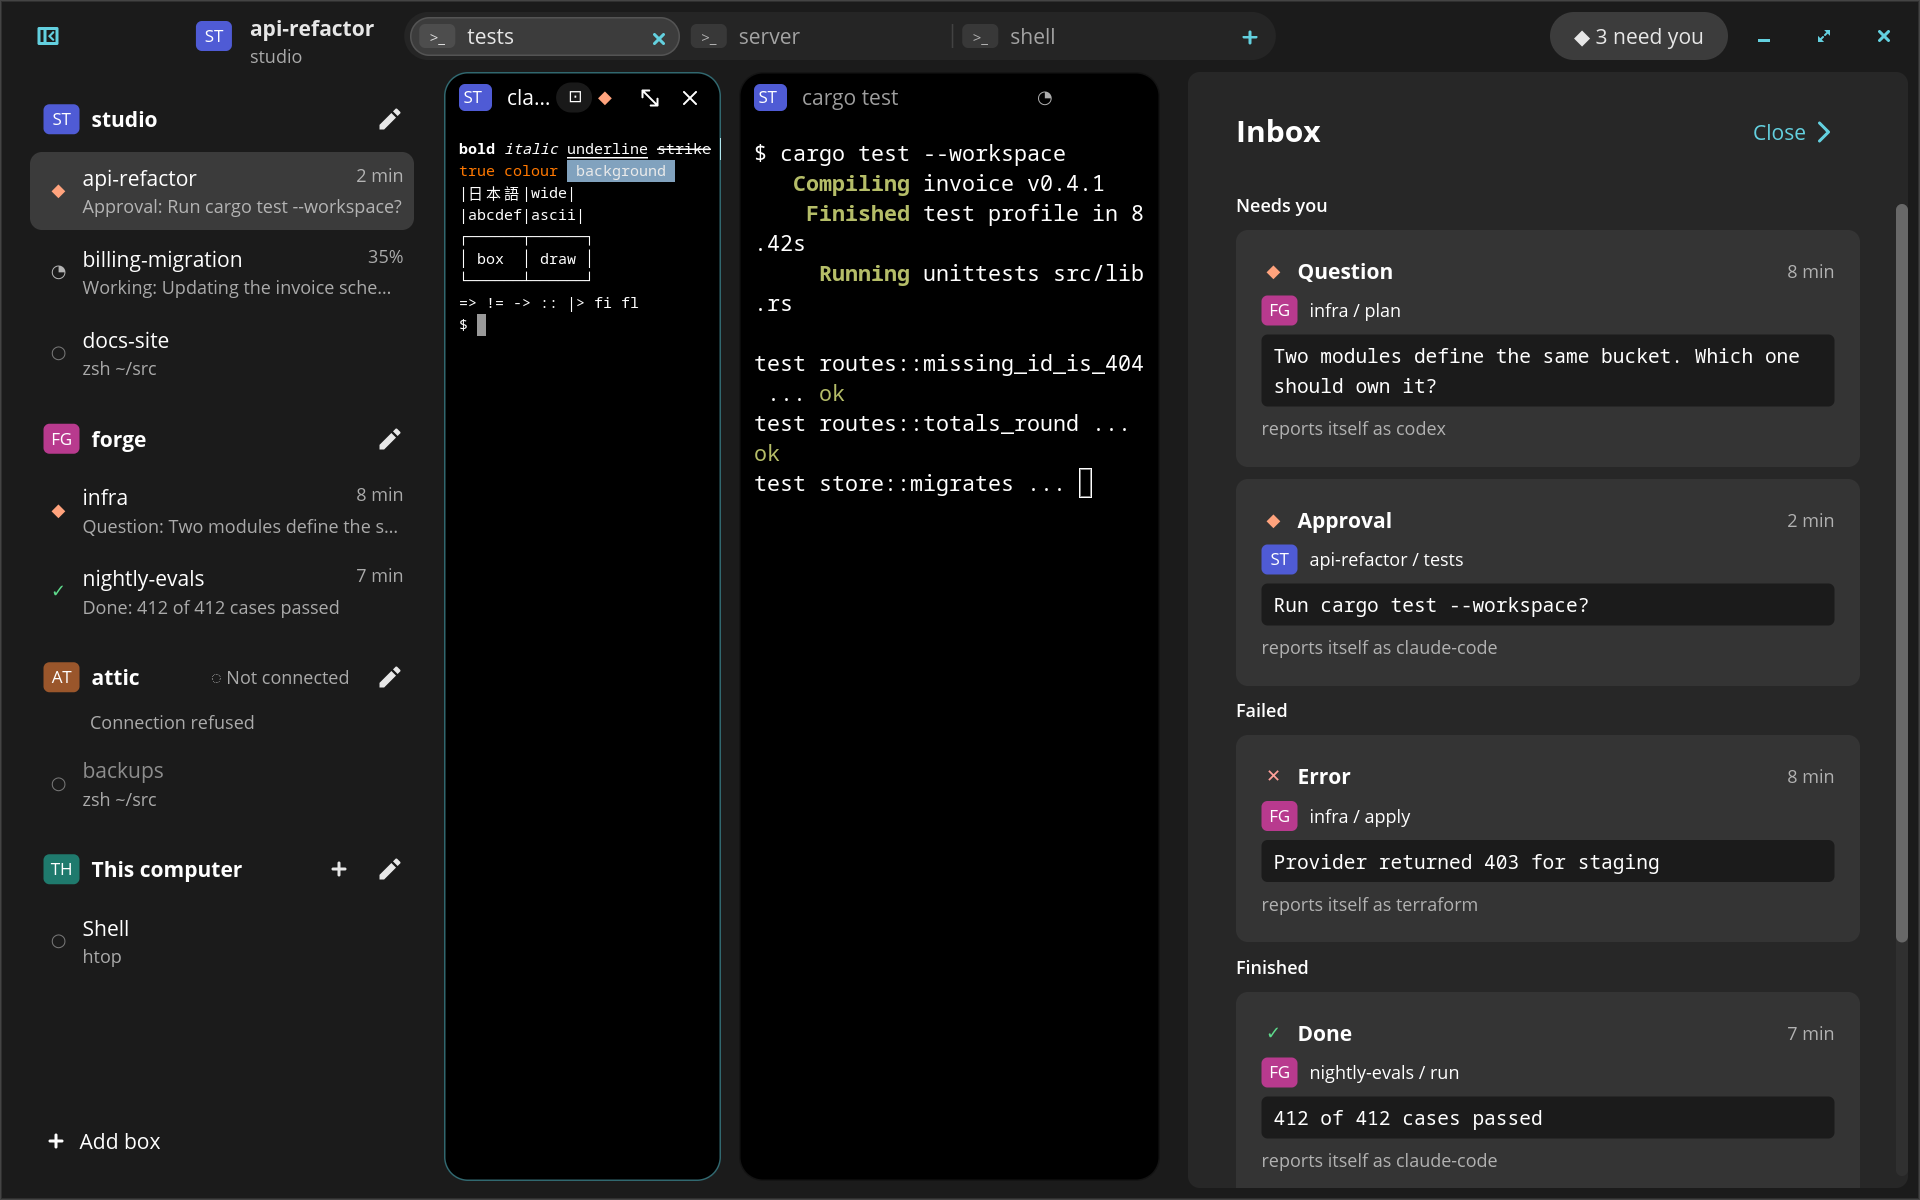 ST api-refactor
studio
>_ tests
>_ server
>_ shell
◆ 3 need you
ST studio
api-refactor 2 min
Approval: Run cargo test --workspace?
billing-migration 35%
Working: Updating the invoice sche...
docs-site
zsh ~/src
FG forge
infra 8 min
Question: Two modules define the s...
nightly-evals 7 min
Done: 412 of 412 cases passed
AT attic Not connected
Connection refused
backups
zsh ~/src
TH This computer
Shell
htop
+ Add box
ST cla...
bold italic underline strike
true colour background
|日本語|wide|
|abcdef|ascii|
│ box │ draw │
=> != -> :: |> fi fl
$
ST cargo test
$ cargo test --workspace
Compiling invoice v0.4.1
Finished test profile in 8
.42s
Running unittests src/lib
.rs
test routes::missing_id_is_404
... ok
test routes::totals_round ...
ok
test store::migrates ...
Inbox
Close
Needs you
Question 8 min
FG infra / plan
Two modules define the same bucket. Which one
should own it?
reports itself as codex
Approval 2 min
ST api-refactor / tests
Run cargo test --workspace?
reports itself as claude-code
Failed
Error 8 min
FG infra / apply
Provider returned 403 for staging
reports itself as terraform
Finished
Done 7 min
FG nightly-evals / run
412 of 412 cases passed
reports itself as claude-code